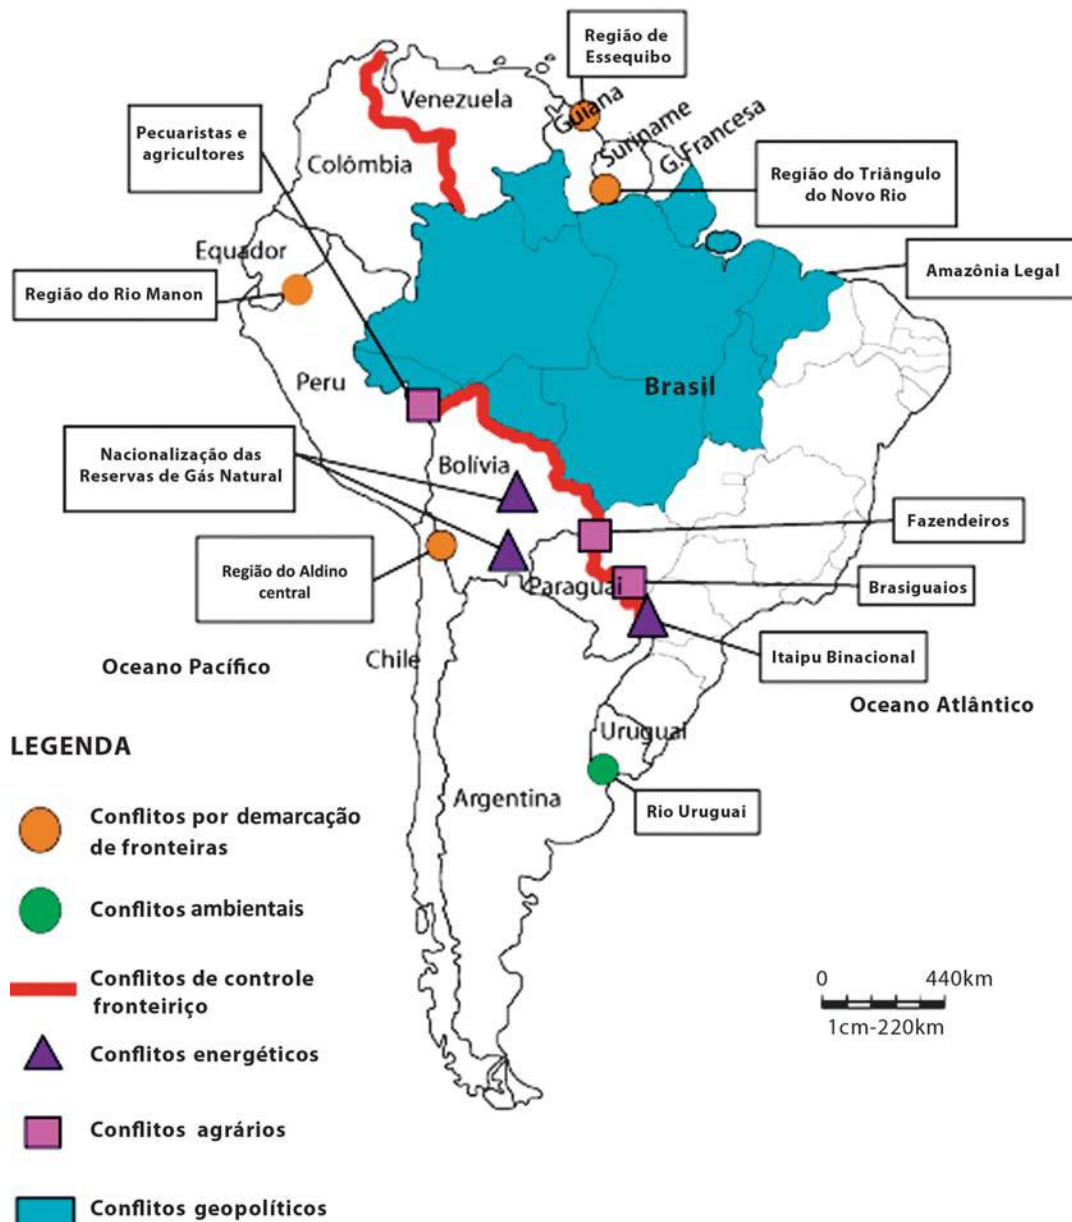 Região de
Essequibo
Venezuela
Guiana
Suriname
G.Francesa
Pecuaristas e
agricultores
Colômbia
Região do Triângulo
do Novo Rio
Equador
Amazônia Legal
Região do Rio Manon
Peru
Brasil
Nacionalização das
Reservas de Gás Natural
Bolívia
Fazendeiros
Região do Aldino
central
Paraguai
Brasiguaios
Oceano Pacífico
Chile
Itaipu Binacional
Oceano Atlântico
Uruguai
LEGENDA
Argentina
Rio Uruguai
Conflitos por demarcação
de fronteiras
Conflitos ambientais
Conflitos de controle
fronteiriço
0 440km
1cm-220km
Conflitos energéticos
Conflitos agrários
Conflitos geopolíticos